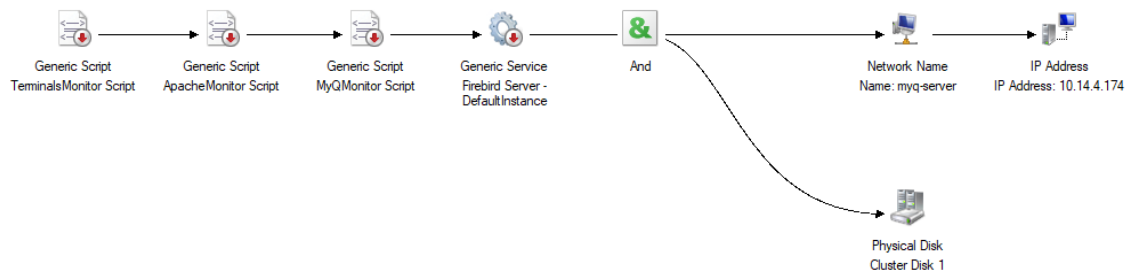 Generic Script
TerminalsMonitor Script
Generic Script
ApacheMonitor Script
Generic Script
MyQMonitor Script
Generic Service
Firebird Server -
DefaultInstance
&
And
Network Name
Name: myq-server
IP Address
IP Address: 10.14.4.174
Physical Disk
Cluster Disk 1